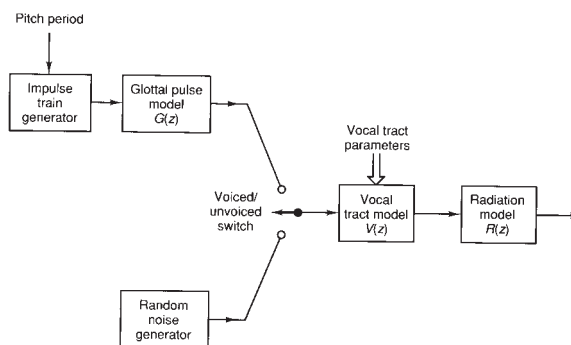 Pitch period
Impulse
train
generator
Glottal pulse
model
G(z)
Vocal tract
parameters
Voiced/
unvoiced
switch
Vocal
tract model
V(z)
Radiation
model
R(z)
Random
noise
generator